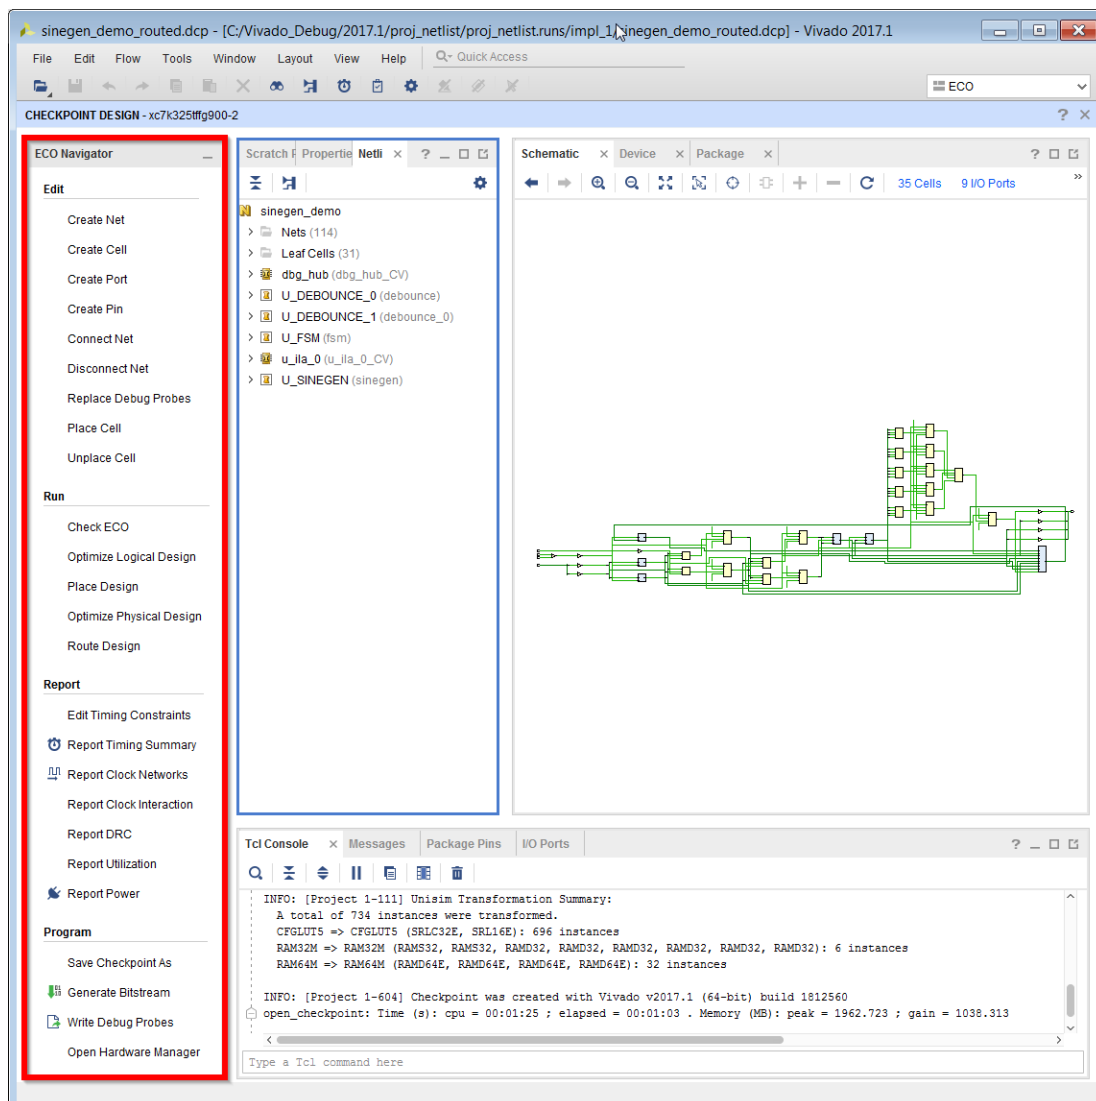 sinegen_demo_routed.dcp - [C:/Vivado_Debug/2017.1/proj_netlist/proj_netlist.runs/impl_1/sinegen_demo_routed.dcp] - Vivado 2017.1
File Edit Flow Tools Window Layout View Help Quick Access
ECO
CHECKPOINT DESIGN - xc7k325tffg900-2
ECO Navigator
Edit
Create Net
Create Cell
Create Port
Create Pin
Connect Net
Disconnect Net
Replace Debug Probes
Place Cell
Unplace Cell
Run
Check ECO
Optimize Logical Design
Place Design
Optimize Physical Design
Route Design
Report
Edit Timing Constraints
Report Timing Summary
Report Clock Networks
Report Clock Interaction
Report DRC
Report Utilization
Report Power
Program
Save Checkpoint As
Generate Bitstream
Write Debug Probes
Open Hardware Manager
Scratch Propertie Netli
sinegen_demo
Nets (114)
Leaf Cells (31)
dbg_hub (dbg_hub_CV)
U_DEBOUNCE_0 (debounce)
U_DEBOUNCE_1 (debounce_0)
U_FSM (fsm)
u_ila_0 (u_ila_0_CV)
U_SINEGEN (sinegen)
Schematic Device Package
35 Cells 9 I/O Ports
Tcl Console Messages Package Pins I/O Ports
INFO: [Project 1-111] Unisim Transformation Summary:
A total of 734 instances were transformed.
CFGLUT5 => CFGLUT5 (SRLC32E, SRL16E): 696 instances
RAM32M => RAM32M (RAMS32, RAMS32, RAMD32, RAMD32, RAMD32, RAMD32, RAMD32, RAMD32): 6 instances
RAM64M => RAM64M (RAMD64E, RAMD64E, RAMD64E, RAMD64E): 32 instances
INFO: [Project 1-604] Checkpoint was created with Vivado v2017.1 (64-bit) build 1812560
open_checkpoint: Time (s): cpu = 00:01:25 ; elapsed = 00:01:03 . Memory (MB): peak = 1962.723 ; gain = 1038.313
Type a Tcl command here